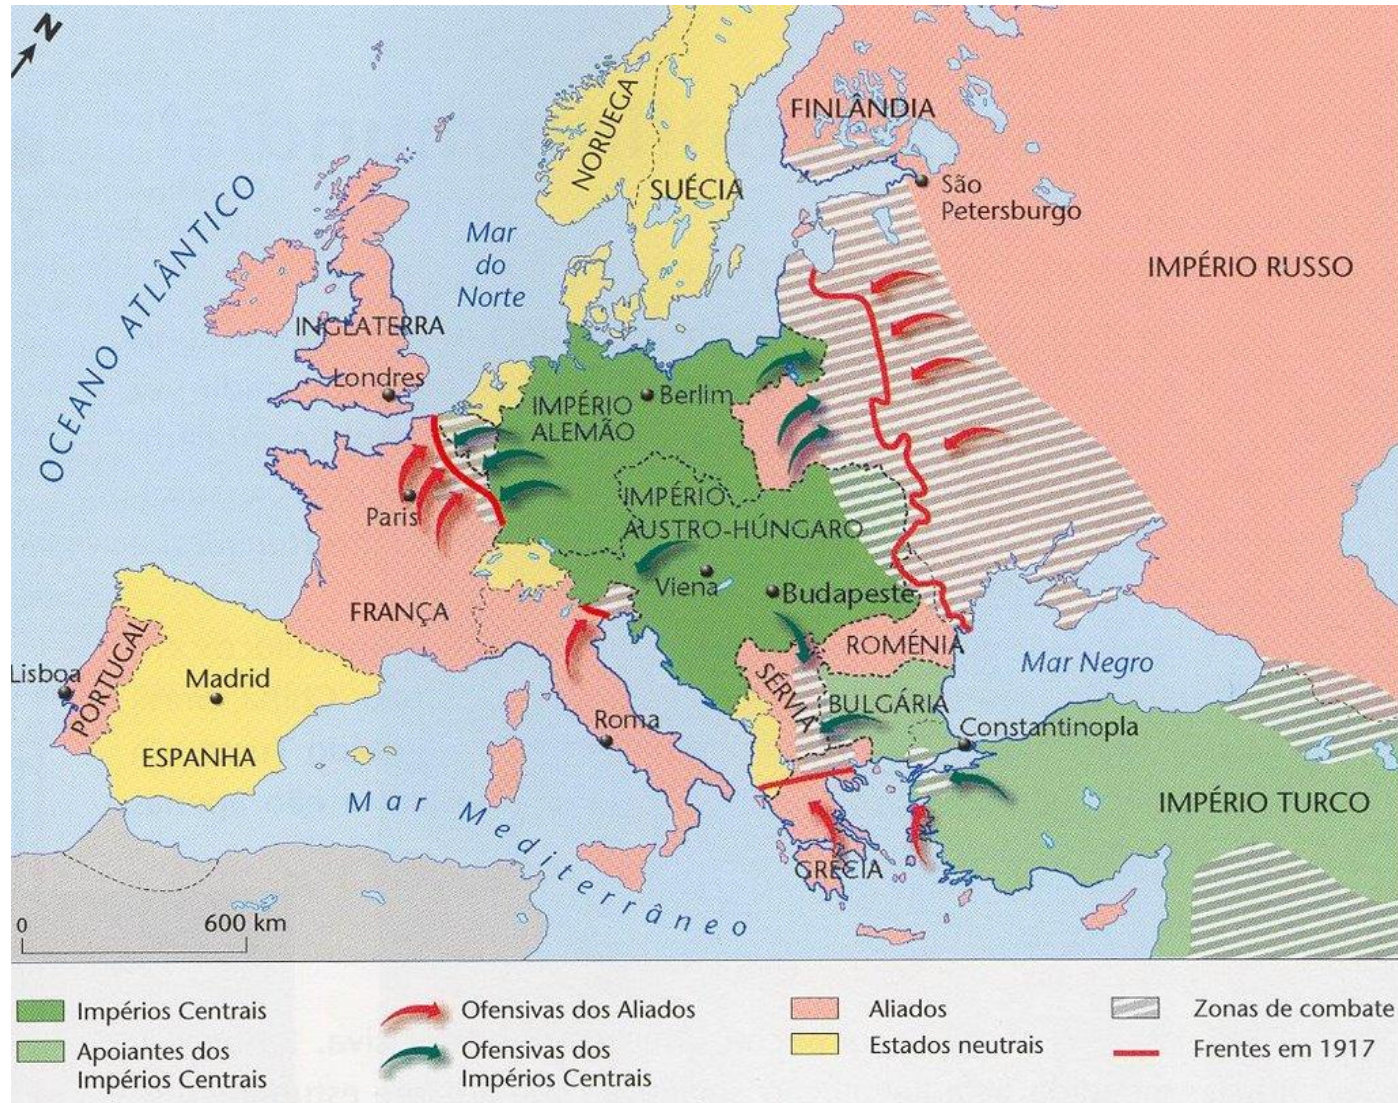 N
FINLÂNDIA
NORUEGA
SUÉCIA
São
Petersburgo
OCEANO ATLÂNTICO
Mar
do
Norte
IMPÉRIO RUSSO
INGLATERRA
Londres
IMPÉRIO
ALEMÃO
Berlim
Paris
IMPÉRIO
AUSTRO-HÚNGARO
Viena
Budapeste
FRANÇA
ROMÉNIA
Mar Negro
Lisboa
PORTUGAL
Madrid
SÉRVIA
BULGÁRIA
Roma
Constantinopla
ESPANHA
Mar Mediterrâneo
IMPÉRIO TURCO
GRÉCIA
0
600 km
Impérios Centrais
Apoiantes dos
Impérios Centrais
Ofensivas dos Aliados
Ofensivas dos
Impérios Centrais
Aliados
Estados neutrais
Zonas de combate
Frentes em 1917